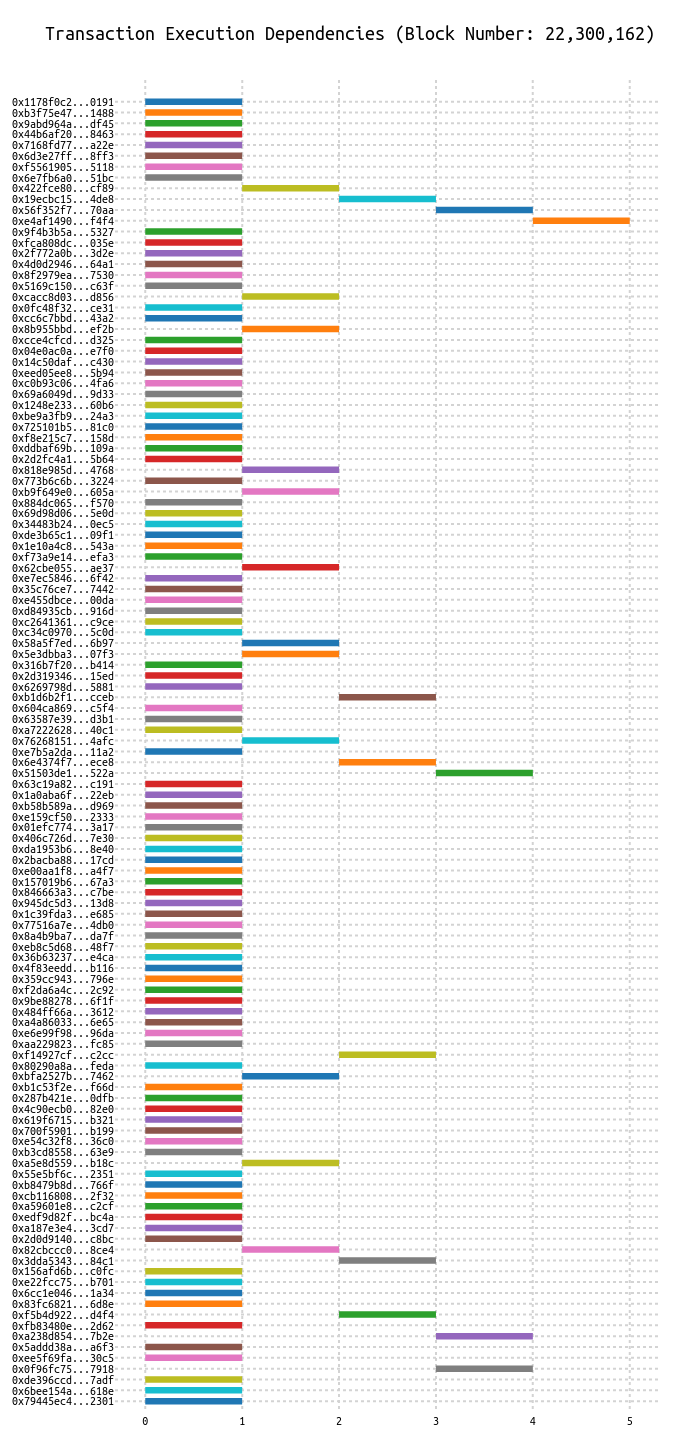 Transaction Execution Dependencies (Block Number: 22,300,162)
0x1178f0c2...0191
0xb3f75e47...1488
0x9abd964a...df45
0x44b6af20...8463
0x7168fd77...a22e
0x6d3e27ff...8ff3
0xf5561905...5118
0x6e7fb6a0...51bc
0x422fce80...cf89
0x19ecbc15...4de8
0x56f352f7...70aa
0xe4af1490...f4f4
0x9f4b3b5a...5327
0xfca808dc...035e
0x2f772a0b...3d2e
0x4d0d2946...64a1
0x8f2979ea...7530
0x5169c150...c63f
0xcacc8d03...d856
0x0fc48f32...ce31
0xcc6c7bbd...43a2
0x8b955bbd...ef2b
0xcce4cfcd...d325
0x04e0ac0a...e7f0
0x14c50daf...c430
0xeed05ee8...5b94
0xc0b93c06...4fa6
0x69a6049d...9d33
0x1248e233...60b6
0xbe9a3fb9...24a3
0x725101b5...81c0
0xf8e215c7...158d
0xddbaf69b...109a
0x2d2fc4a1...5b64
0x818e985d...4768
0x773b6c6b...3224
0xb9f649e0...605a
0x884dc065...f570
0x69d98d06...5e0d
0x34483b24...0ec5
0xde3b65c1...09f1
0x1e10a4c8...543a
0xf73a9e14...efa3
0x62cbe055...ae37
0xe7ec5846...6f42
0x35c76ce7...7442
0xe455dbce...00da
0xd84935cb...916d
0xc2641361...c9ce
0xc34c0970...5c0d
0x58a5f7ed...6b97
0x5e3dbba3...07f3
0x316b7f20...b414
0x2d319346...15ed
0x6269798d...5881
0xb1d6b2f1...cceb
0x604ca869...c5f4
0x63587e39...d3b1
0xa7222628...40c1
0x76268151...4afc
0xe7b5a2da...11a2
0x6e4374f7...ece8
0x51503de1...522a
0x63c19a82...c191
0x1a0aba6f...22eb
0xb58b589a...d969
0xe159cf50...2333
0x01efc774...3a17
0x406c726d...7e30
0xda1953b6...8e40
0x2bacba88...17cd
0xe00aa1f8...a4f7
0x157019b6...67a3
0x846663a3...c7be
0x945dc5d3...13d8
0x1c39fda3...e685
0x77516a7e...4db0
0x8a4b9ba7...da7f
0xeb8c5d68...48f7
0x36b63237...e4ca
0x4f83eedd...b116
0x359cc943...796e
0xf2da6a4c...2c92
0x9be88278...6f1f
0x484ff66a...3612
0xa4a86033...6e65
0xe6e99f98...96da
0xaa229823...fc85
0xf14927cf...c2cc
0x80290a8a...feda
0xbfa2527b...7462
0xb1c53f2e...f66d
0x287b421e...0dfb
0x4c90ecb0...82e0
0x619f6715...b321
0x700f5901...b199
0xe54c32f8...36c0
0xb3cd8558...63e9
0xa5e8d559...b18c
0x55e5bf6c...2351
0xb8479b8d...766f
0xcb116808...2f32
0xa59601e8...c2cf
0xedf9d82f...bc4a
0xa187e3e4...3cd7
0x2d0d9140...c8bc
0x82cbccc0...8ce4
0x3dda5343...84c1
0x156afd6b...c0fc
0xe22fcc75...b701
0x6cc1e046...1a34
0x83fc6821...6d8e
0xf5b4d922...d4f4
0xfb83480e...2d62
0xa238d854...7b2e
0x5addd38a...a6f3
0xee5f69fa...30c5
0x0f96fc75...7918
0xde396ccd...7adf
0x6bee154a...618e
0x79445ec4...2301
0 1 2 3 4 5